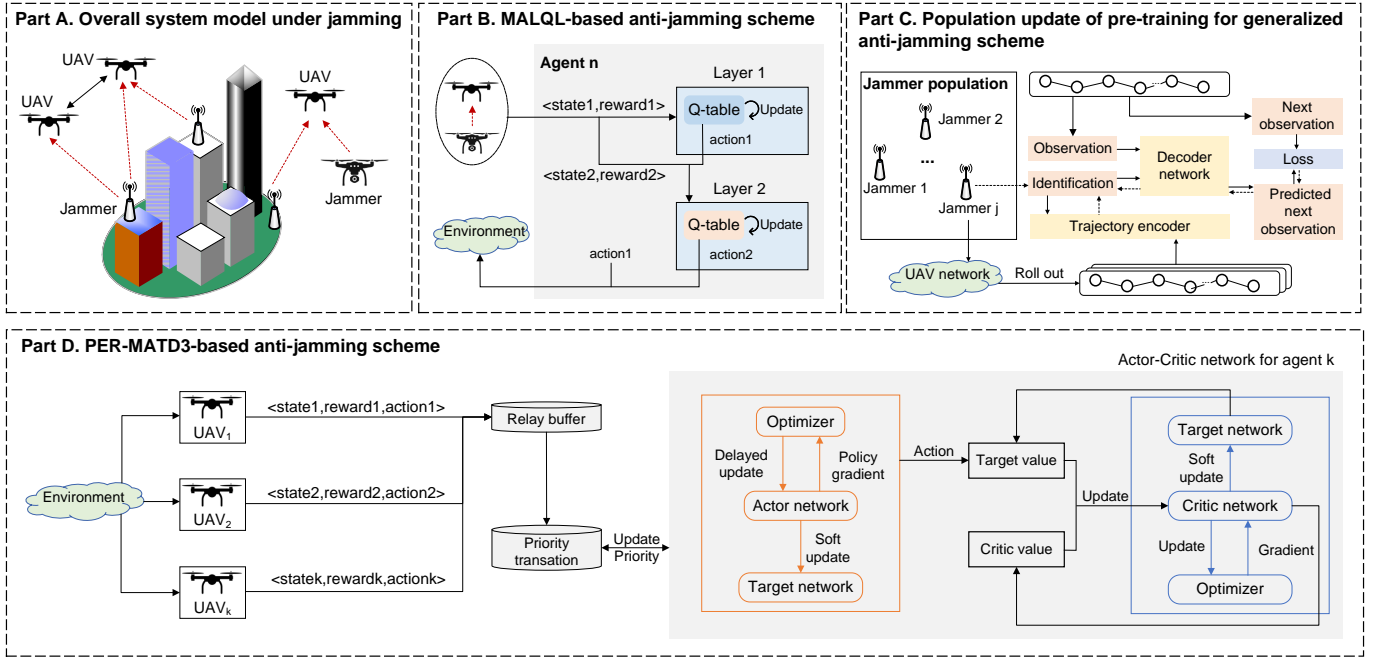 Part A. Overall system model under jamming
UAV
UAV
UAV
Jammer
Jammer
Part B. MALQL-based anti-jamming scheme
Agent n
Layer 1
<state1,reward1>
Q-table
Update
action1
<state2,reward2>
Layer 2
Q-table
Update
action2
Environment
action1
Part C. Population update of pre-training for generalized
anti-jamming scheme
Jammer population
Jammer 2
...
Jammer 1
Jammer j
Next
observation
Observation
Decoder
network
Loss
Identification
Predicted
next
observation
Trajectory encoder
UAV network
Roll out
Part D. PER-MATD3-based anti-jamming scheme
Actor-Critic network for agent k
Environment
UAV1
UAV2
UAVk
<state1,reward1,action1>
<state2,reward2,action2>
<statek,rewardk,actionk>
Relay buffer
Priority
transation
Update
Priority
Optimizer
Delayed
update
Policy
gradient
Actor network
Soft
update
Target network
Action
Target value
Critic value
Update
Target network
Soft
update
Critic network
Update
Gradient
Optimizer